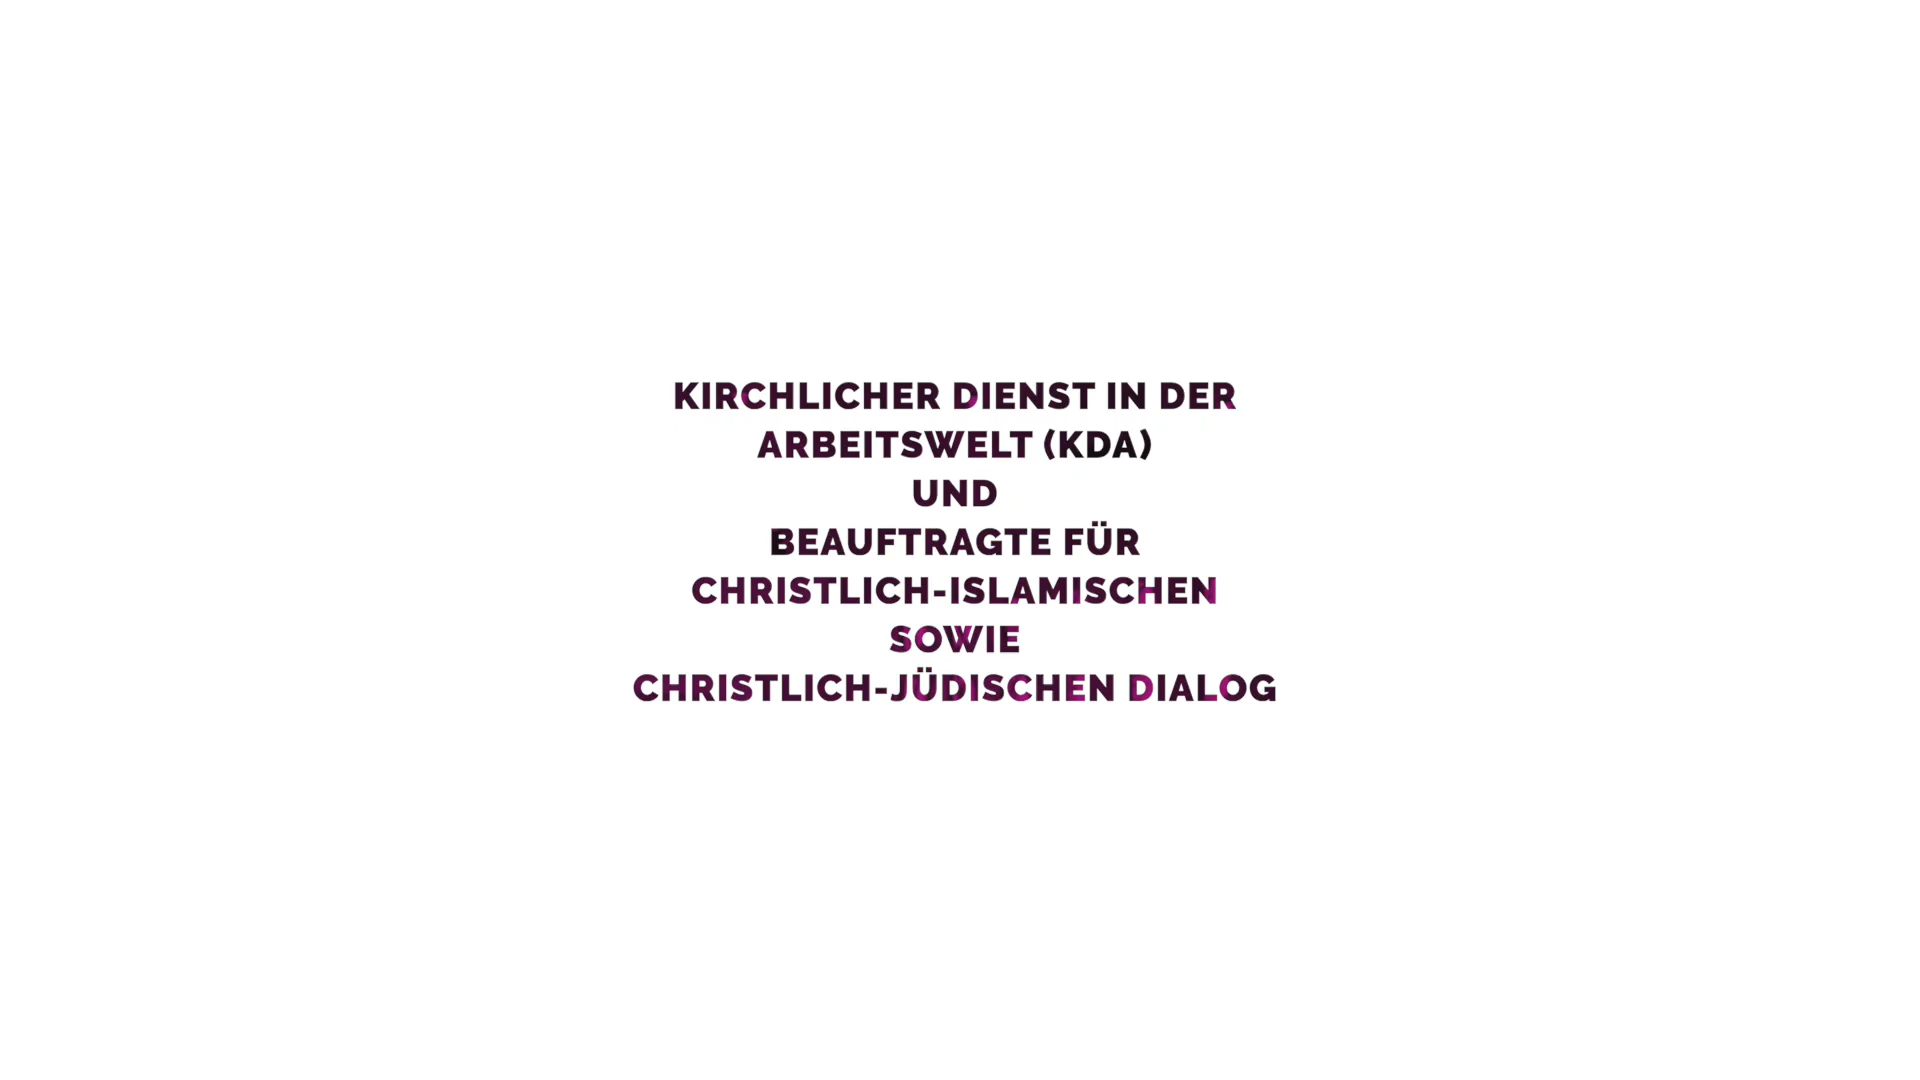 KIRCHLICHER DIENST IN DER
ARBEITSWELT (KDA)
UND
BEAUFTRAGTE FÜR
CHRISTLICH-ISLAMISCHEN
SOWIE
CHRISTLICH-JÜDISCHEN DIALOG